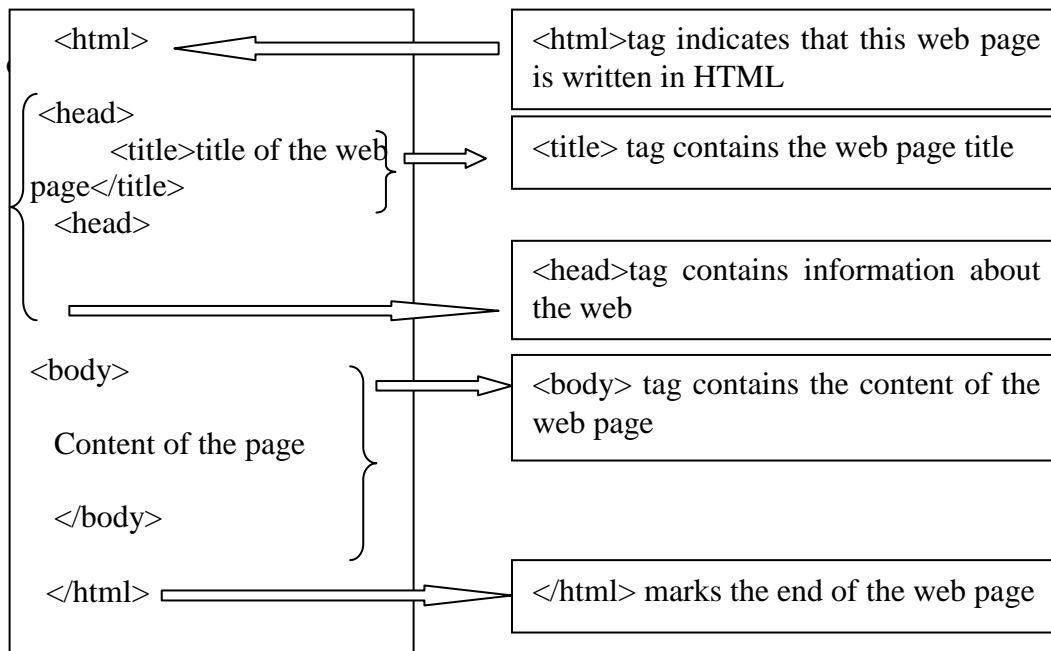 <html>
<html>tag indicates that this web page
is written in HTML
<head>
<title>title of the web
page</title>
<head>
<title> tag contains the web page title
<head>tag contains information about
the web
<body>
Content of the page
</body>
<body> tag contains the content of the
web page
</html>
</html> marks the end of the web page